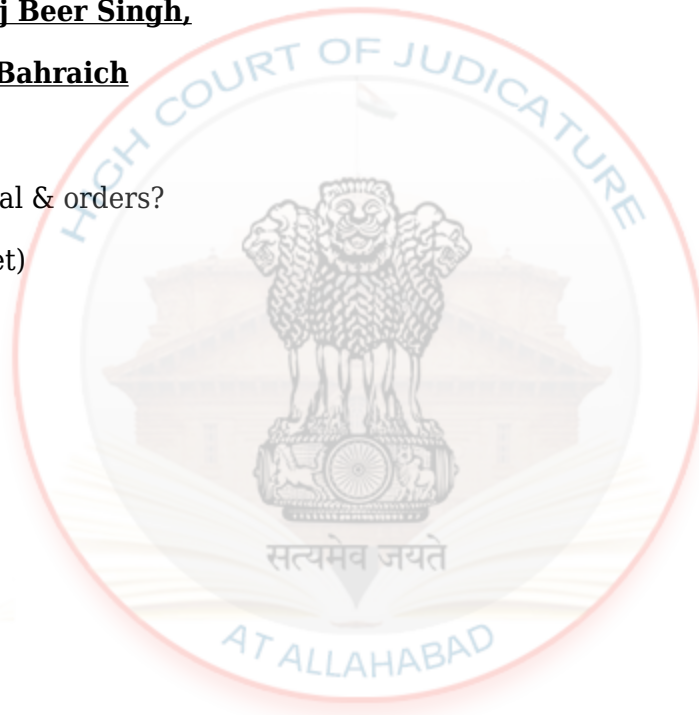 j Beer Singh,
Bahraich
al & orders?
et)
HIGH COURT OF JUDICATURE
सत्यमेव जयते
AT ALLAHABAD